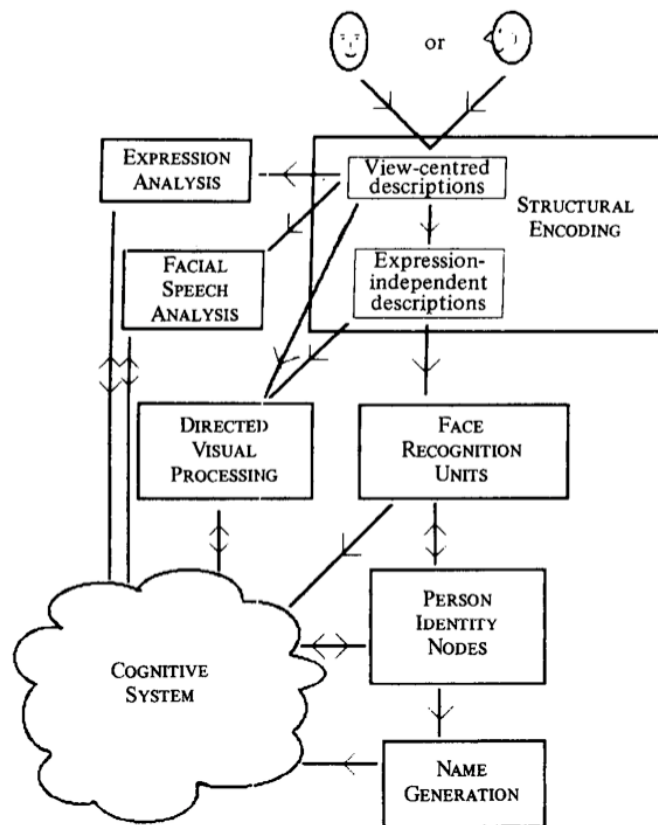 or
View-centred
descriptions
STRUCTURAL
ENCODING
EXPRESSION
ANALYSIS
FACIAL
SPEECH
ANALYSIS
Expression-
independent
descriptions
DIRECTED
VISUAL
PROCESSING
FACE
RECOGNITION
UNITS
COGNITIVE
SYSTEM
PERSON
IDENTITY
NODES
NAME
GENERATION